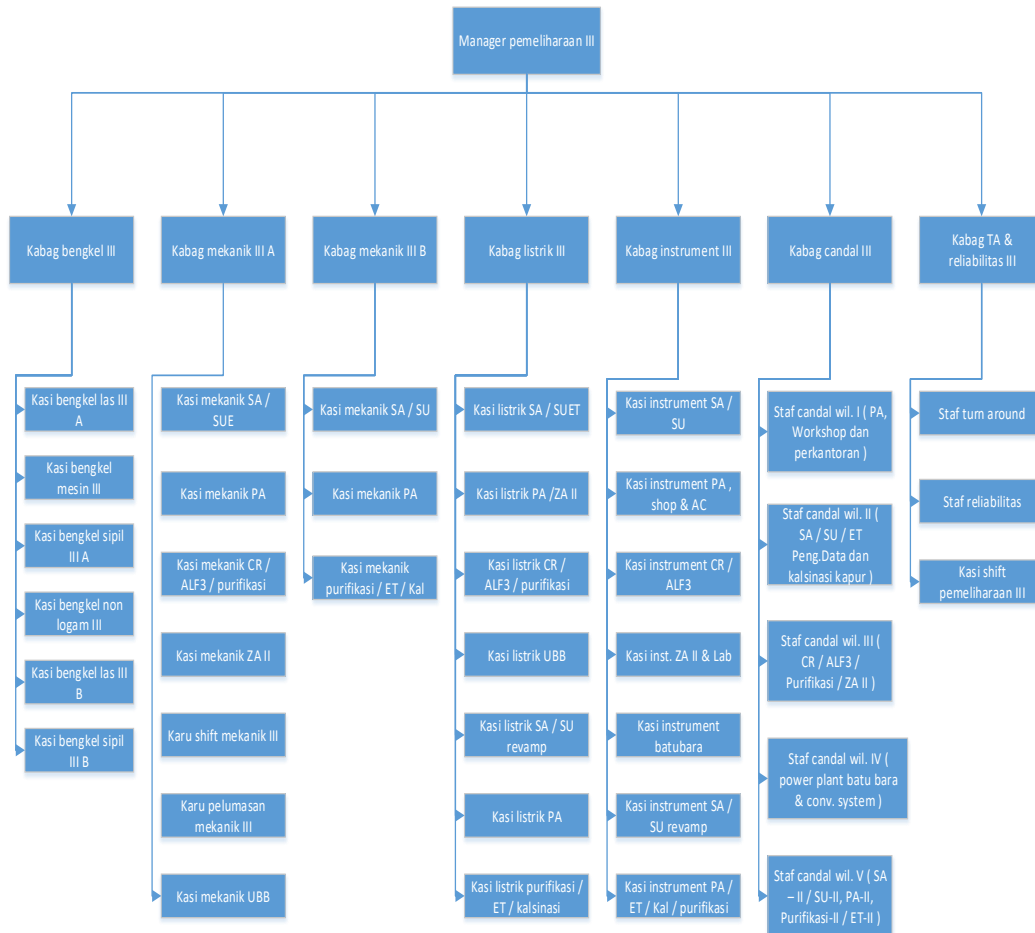 Manager pemeliharaan III
Kabag bengkel III
Kabag mekanik III A
Kabag mekanik III B
Kabag listrik III
Kabag instrument III
Kabag candal III
Kabag TA &
reliabilitas III
Kasi bengkel las III
A
Kasi bengkel
mesin III
Kasi bengkel sipil
III A
Kasi bengkel non
logam III
Kasi bengkel las III
B
Kasi bengkel sipil
III B
Kasi mekanik SA /
SUE
Kasi mekanik PA
Kasi mekanik CR /
ALF3 / purifikasi
Kasi mekanik ZA II
Karu shift mekanik III
Karu pelumasan
mekanik III
Kasi mekanik UBB
Kasi mekanik SA / SU
Kasi mekanik PA
Kasi mekanik
purifikasi / ET / Kal
Kasi listrik SA / SUET
Kasi listrik PA /ZA II
Kasi listrik CR /
ALF3 / purifikasi
Kasi listrik UBB
Kasi listrik SA / SU
revamp
Kasi listrik PA
Kasi listrik purifikasi /
ET / kalsinasi
Kasi instrument SA /
SU
Kasi instrument PA ,
shop & AC
Kasi instrument CR /
ALF3
Kasi inst. ZA II & Lab
Kasi instrument
batubara
Kasi instrument SA /
SU revamp
Kasi instrument PA /
ET / Kal / purifikasi
Staf candal wil. I ( PA,
Workshop dan
perkantoran )
Staf candal wil. II (
SA / SU / ET
Peng.Data dan
kalsinasi kapur )
Staf candal wil. III (
CR / ALF3 /
Purifikasi / ZA II )
Staf candal wil. IV (
power plant batu bara
& conv. system )
Staf candal wil. V ( SA
– II / SU-II, PA-II,
Purifikasi-II / ET-II )
Staf turn around
Staf reliabilitas
Kasi shift
pemeliharaan III